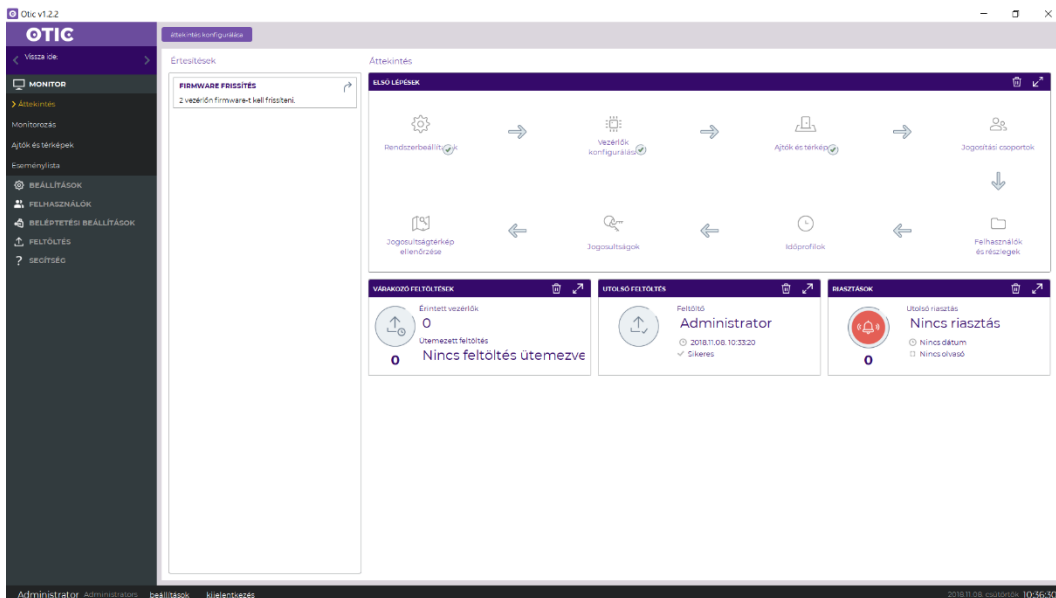 Otic v1.2.2
OTIC
Áttekintés konfigurálása
Vissza ide:
MONITOR
Áttekintés
Monitorozás
Ajtók és térképek
Eseménylista
BEÁLLÍTÁSOK
FELHASZNÁLÓK
BELÉPTETÉSI BEÁLLÍTÁSOK
FELTÖLTÉS
SEGÍTSÉG
Értesítések
FIRMWARE FRISSÍTÉS
2 vezérlőn firmware-t kell frissíteni.
Áttekintés
ELSŐ LÉPÉSEK
Rendszerbeállítások
Vezérlők
konfigurálása
Ajtók és térképek
Jogosítási csoportok
Jogosultságtérkép
ellenőrzése
Jogosultságok
Időprofilok
Felhasználók
és részlegek
VÁRAKOZÓ FELTÖLTÉSEK
Érintett vezérlők
0
Ütemezett feltöltés
Nincs feltöltés ütemezve
0
UTOLSÓ FELTÖLTÉS
Feltöltő
Administrator
2018.11.08. 10:33:20
Sikeres
RIASZTÁSOK
Utolsó riasztás
Nincs riasztás
Nincs dátum
Nincs olvasó
0
Administrator Administrators beállítások kijelentkezés
2018.11.08. csütörtök 10:36:30